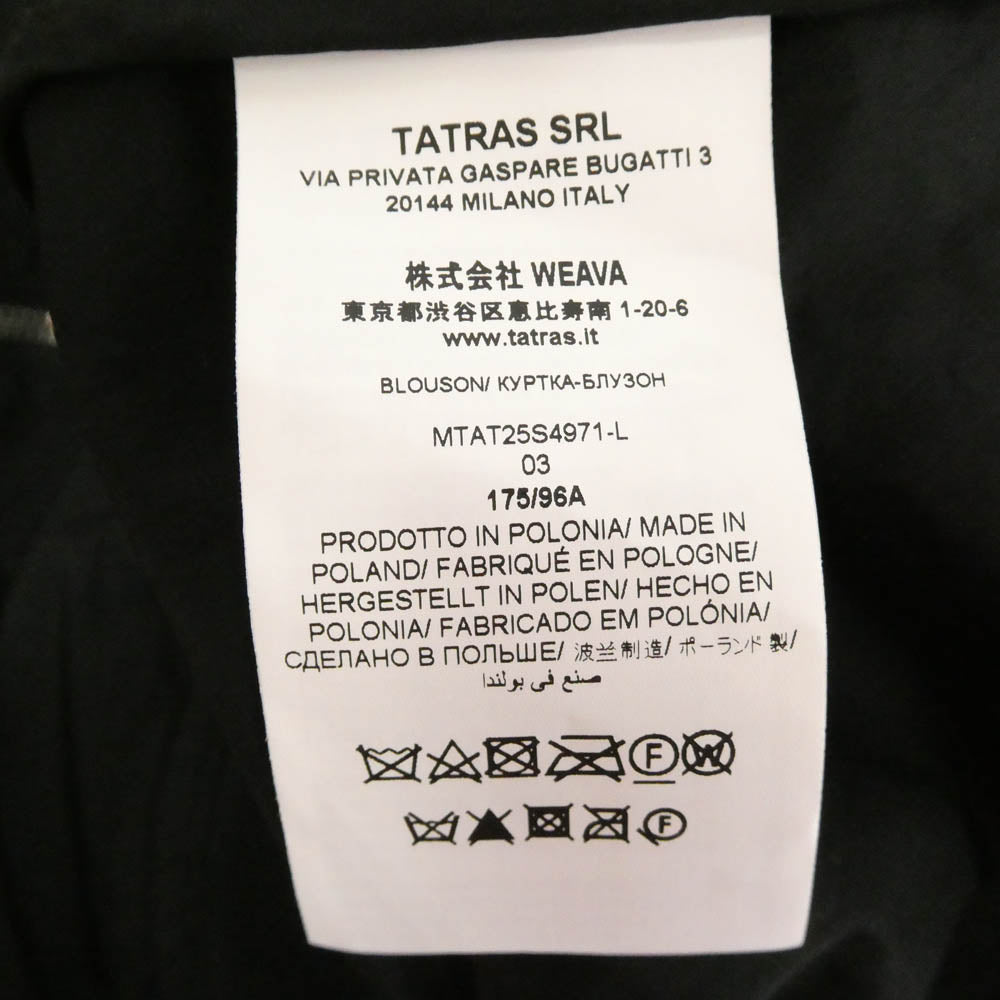 TATRAS SRL
VIA PRIVATA GASPARE BUGATTI 3
20144 MILANO ITALY
株式会社 WEAVA
東京都渋谷区恵比寿南 1-20-6
www.tatras.it
BLOUSON/ КУРТКА-БЛУЗОН
MTAT25S4971-L
03
175/96A
PRODOTTO IN POLONIA/ MADE IN
POLAND/ FABRIQUÉ EN POLOGNE/
HERGESTELLT IN POLEN/ HECHO EN
POLONIA/ FABRICADO EM POLÓNIA/
СДЕЛАНО В ПОЛЬШЕ/ 波兰制造/ ポーランド製/
صنع في بولندا
F W
F